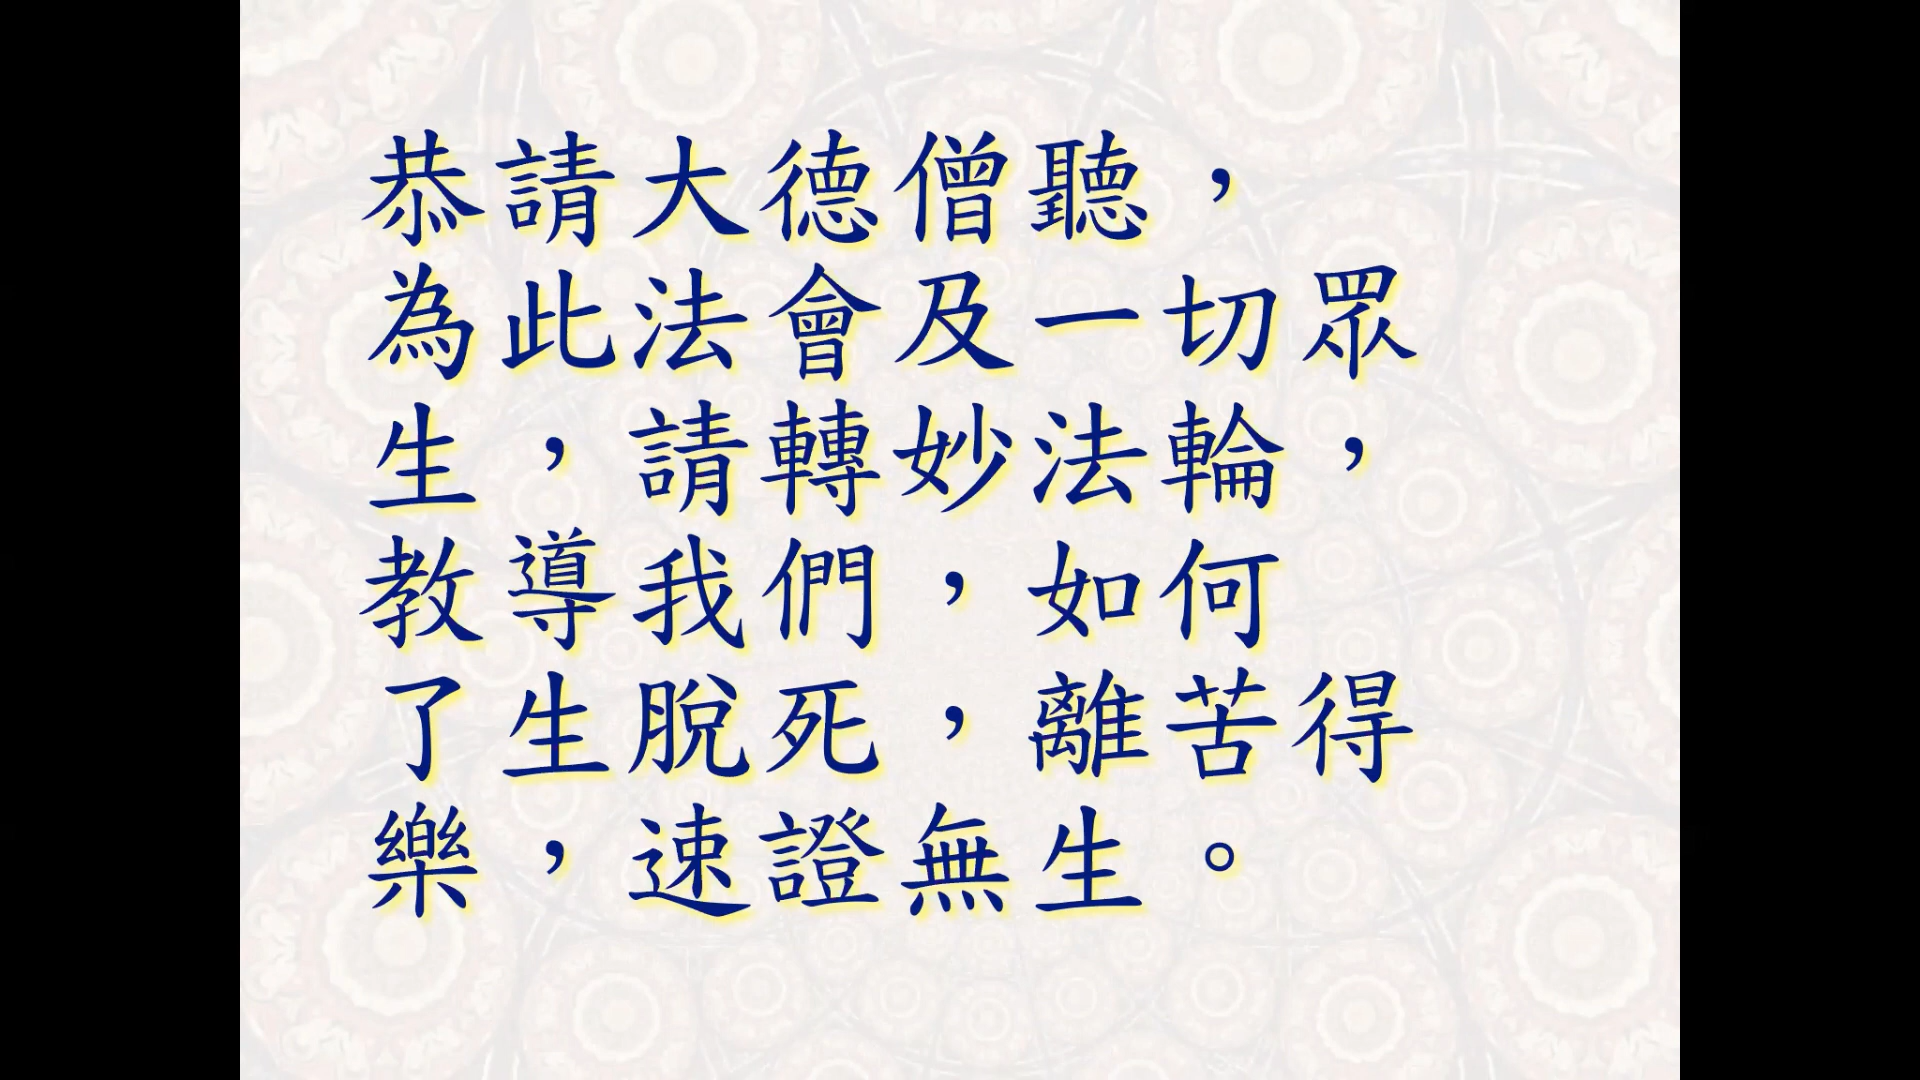 恭請大德僧聽，
為此法會及一切眾
生，請轉妙法輪，
教導我們，如何
了生脫死，離苦得
樂，速證無生。